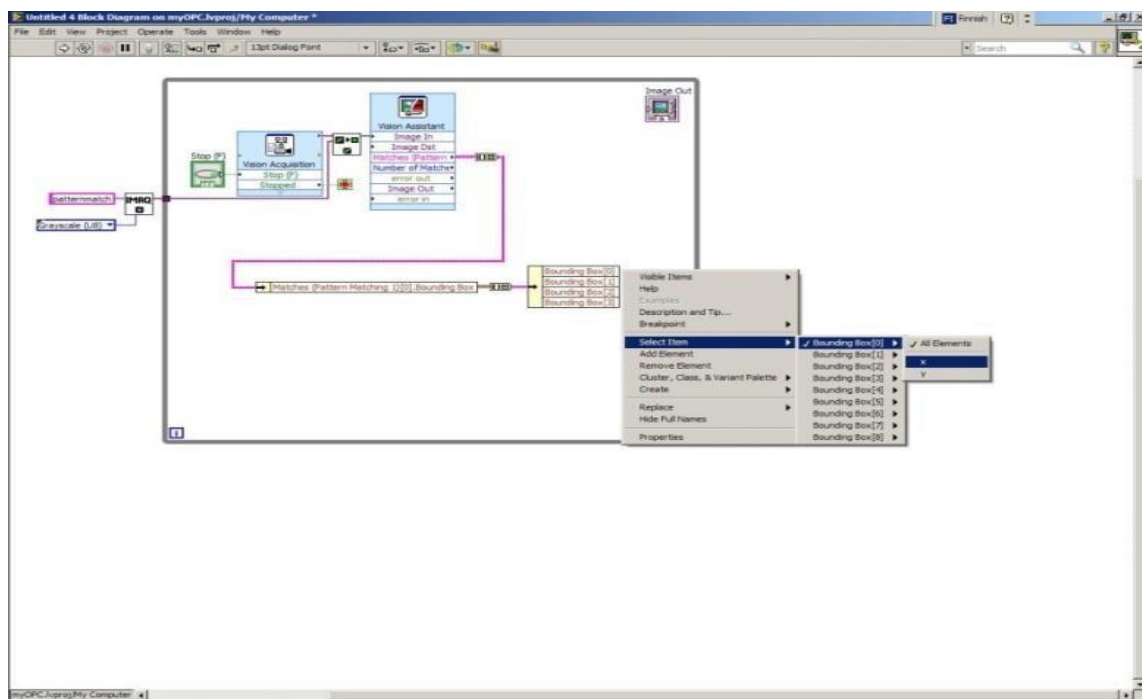 Untitled 4 Block Diagram on myOPC.lvproj/My Computer *
FI Finnish
File Edit View Project Operate Tools Window Help
13pt Dialog Font
Search
Image Out
Vision Assistant
Image In
Image Dst
Matches (Pattern
Number of Matche
error out
Image Out
error in
Stop (F)
Vision Acquisition
Stop (F)
Stopped
patternmatch
IMAQ
Grayscale (U8)
Matches (Pattern Matching 1)[0].Bounding Box
Bounding Box[0]
Bounding Box[1]
Bounding Box[2]
Bounding Box[3]
Visible Items
Help
Examples
Description and Tip...
Breakpoint
Select Item
Add Element
Remove Element
Cluster, Class, & Variant Palette
Create
Replace
Hide Full Names
Properties
Bounding Box[0]
Bounding Box[1]
Bounding Box[2]
Bounding Box[3]
Bounding Box[4]
Bounding Box[5]
Bounding Box[6]
Bounding Box[7]
Bounding Box[8]
All Elements
X
Y
i
myOPC.lvproj/My Computer